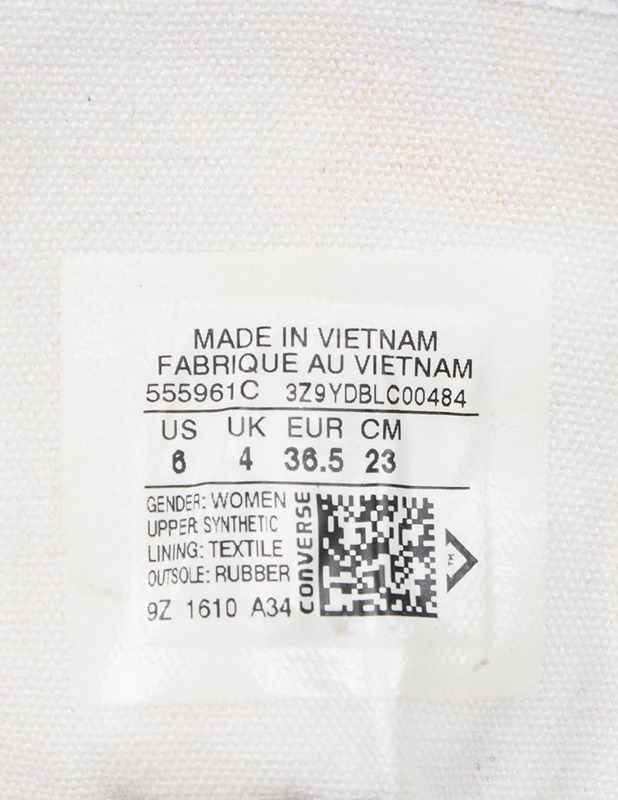 MADE IN VIETNAM
FABRIQUE AU VIETNAM
555961C 3Z9YDBLC00484
US UK EUR CM
6 4 36.5 23
GENDER: WOMEN
UPPER: SYNTHETIC
LINING: TEXTILE
OUTSOLE: RUBBER
9Z 1610 A34
CONVERSE
TM